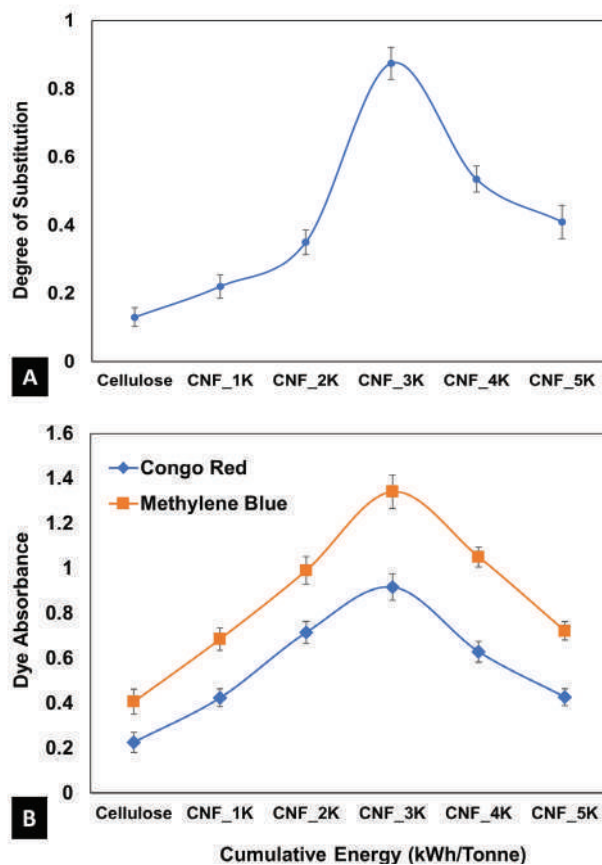 1
0.8
0.6
0.4
0.2
0
Degree of Substitution
Cellulose CNF_1K CNF_2K CNF_3K CNF_4K CNF_5K
A
1.6
1.4
1.2
1
0.8
0.6
0.4
0.2
0
Dye Absorbance
Congo Red
Methylene Blue
Cellulose CNF_1K CNF_2K CNF_3K CNF_4K CNF_5K
B
Cumulative Energy (kWh/Tonne)